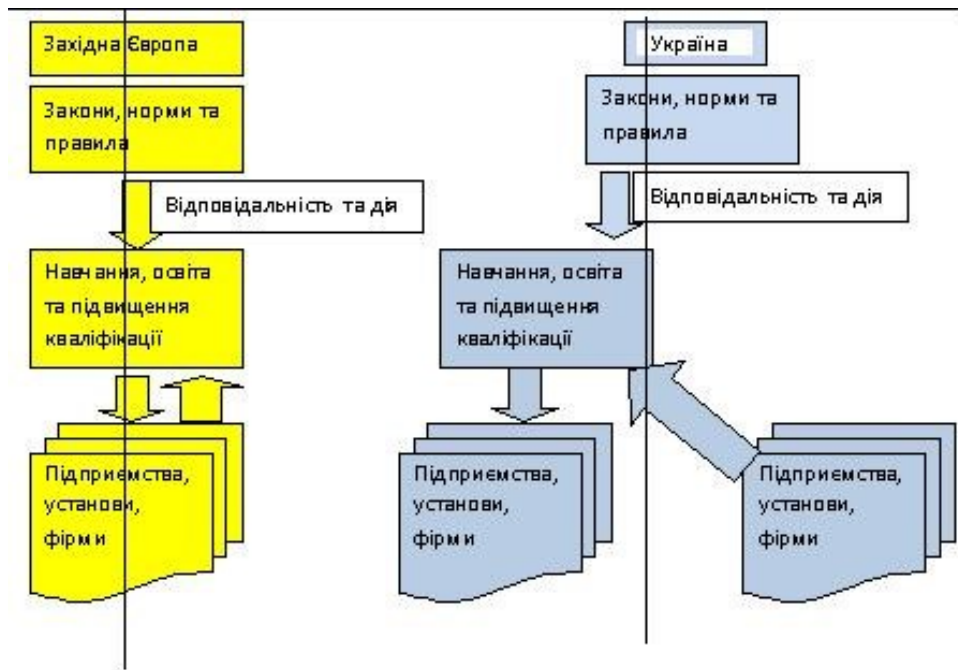 Західна Європа
Закони, норми та
правила
Відповідальність та дія
Навчання, освіта
та підвищення
кваліфікації
Підприємства,
установи,
фірми
Україна
Закони, норми та
правила
Відповідальність та дія
Навчання, освіта
та підвищення
кваліфікації
Підприємства,
установи,
фірми
Підприємства,
установи,
фірми